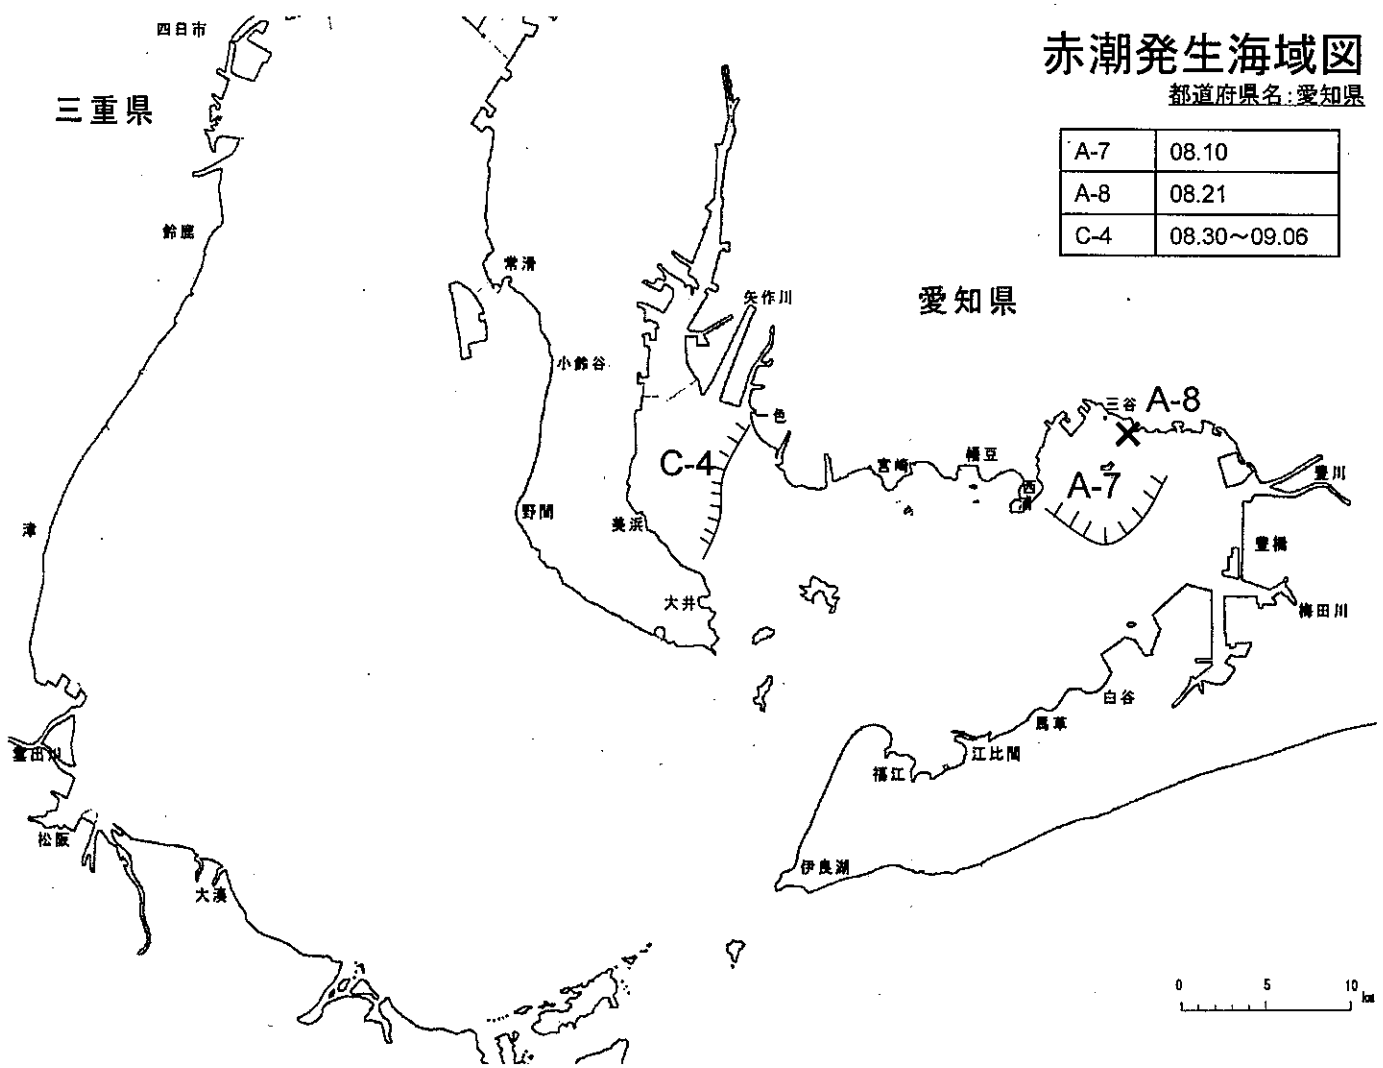 赤潮発生海域図
都道府県名:愛知県
A-7 08.10
A-8 08.21
C-4 08.30~09.06
四日市
三重県
鈴鹿
常滑
矢作川
愛知県
小鈴谷
三谷
A-8
一色
C-4
宮崎
幡豆
西浦
A-7
豊川
津
野間
美浜
豊橋
大井
梅田川
白谷
馬草
雲出川
福江
江比間
松阪
伊良湖
大湊
0 5 10 km